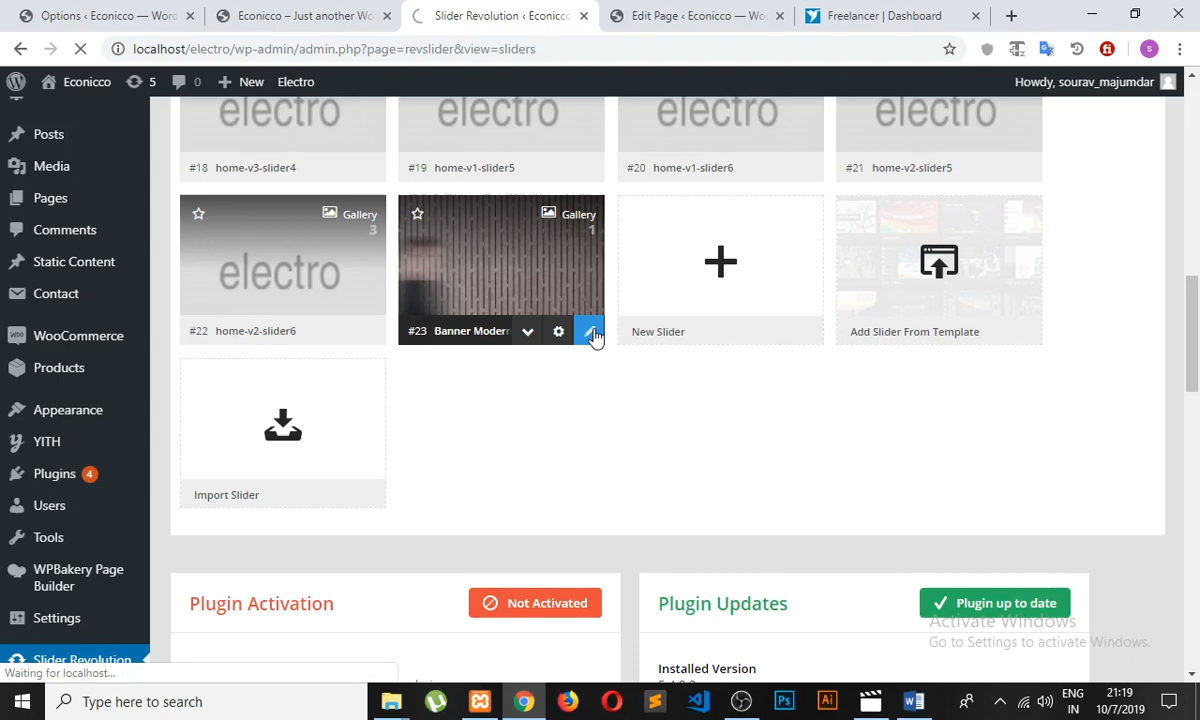 Options ‹ Econicco — Word
Econicco – Just another Wo
Slider Revolution ‹ Econicco
Edit Page ‹ Econicco — Wo
Freelancer | Dashboard
localhost/electro/wp-admin/admin.php?page=revslider&view=sliders
S
Econicco
5
0
New
Electro
Howdy, sourav_majumdar
Posts
Media
Pages
Comments
Static Content
Contact
WooCommerce
Products
Appearance
YITH
Plugins 4
Users
Tools
WPBakery Page
Builder
Settings
Slider Revolution
electro
electro
electro
electro
#18 home-v3-slider4
#19 home-v1-slider5
#20 home-v1-slider6
#21 home-v2-slider5
Gallery
3
electro
#22 home-v2-slider6
Gallery
1
#23 Banner Modern
New Slider
Add Slider From Template
Import Slider
Plugin Activation
Not Activated
Plugin Updates
Plugin up to date
Installed Version
Activate Windows
Go to Settings to activate Windows.
Waiting for localhost...
Type here to search
ENG
IN
21:19
10/7/2019